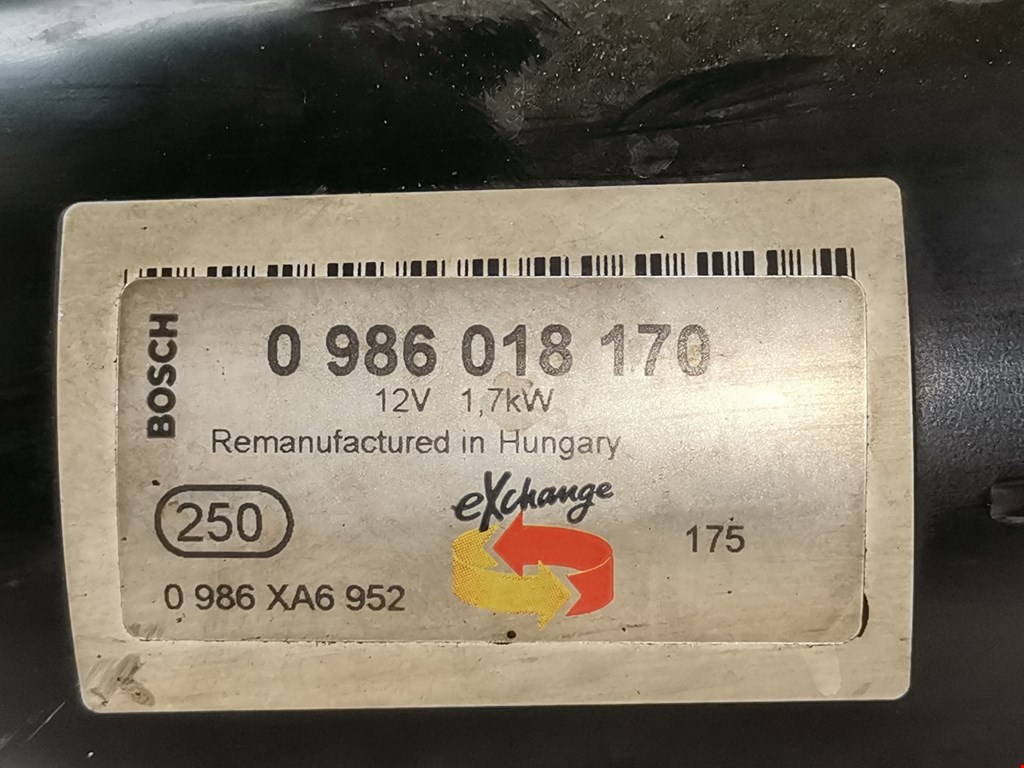 BOSCH
0 986 018 170
12V 1,7kW
Remanufactured in Hungary
eXchange
250
175
0 986 XA6 952